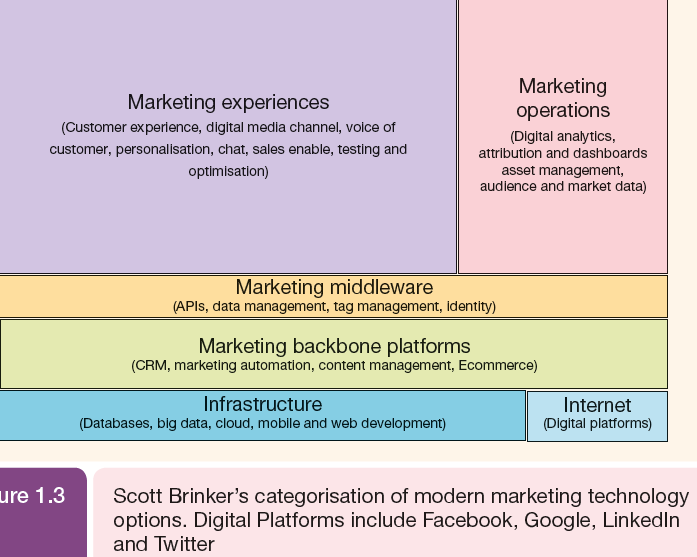 Marketing experiences
(Customer experience, digital media channel, voice of
customer, personalisation, chat, sales enable, testing and
optimisation)
Marketing
operations
(Digital analytics,
attribution and dashboards
asset management,
audience and market data)
Marketing middleware
(APIs, data management, tag management, identity)
Marketing backbone platforms
(CRM, marketing automation, content management, Ecommerce)
Infrastructure
(Databases, big data, cloud, mobile and web development)
Internet
(Digital platforms)
ure 1.3
Scott Brinker’s categorisation of modern marketing technology
options. Digital Platforms include Facebook, Google, LinkedIn
and Twitter